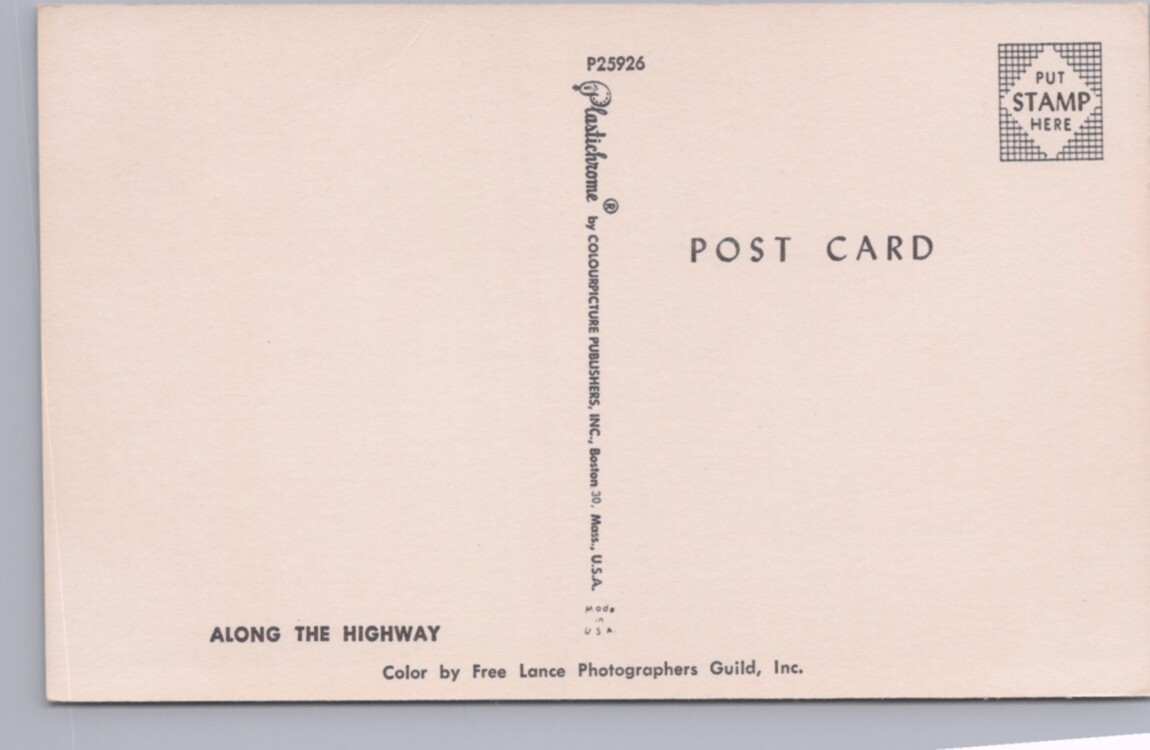 P25926
Plastichrome ® by COLOURPICTURE PUBLISHERS, INC., Boston 30, Mass., U.S.A.
Made
in
USA
PUT
STAMP
HERE
POST CARD
ALONG THE HIGHWAY
Color by Free Lance Photographers Guild, Inc.